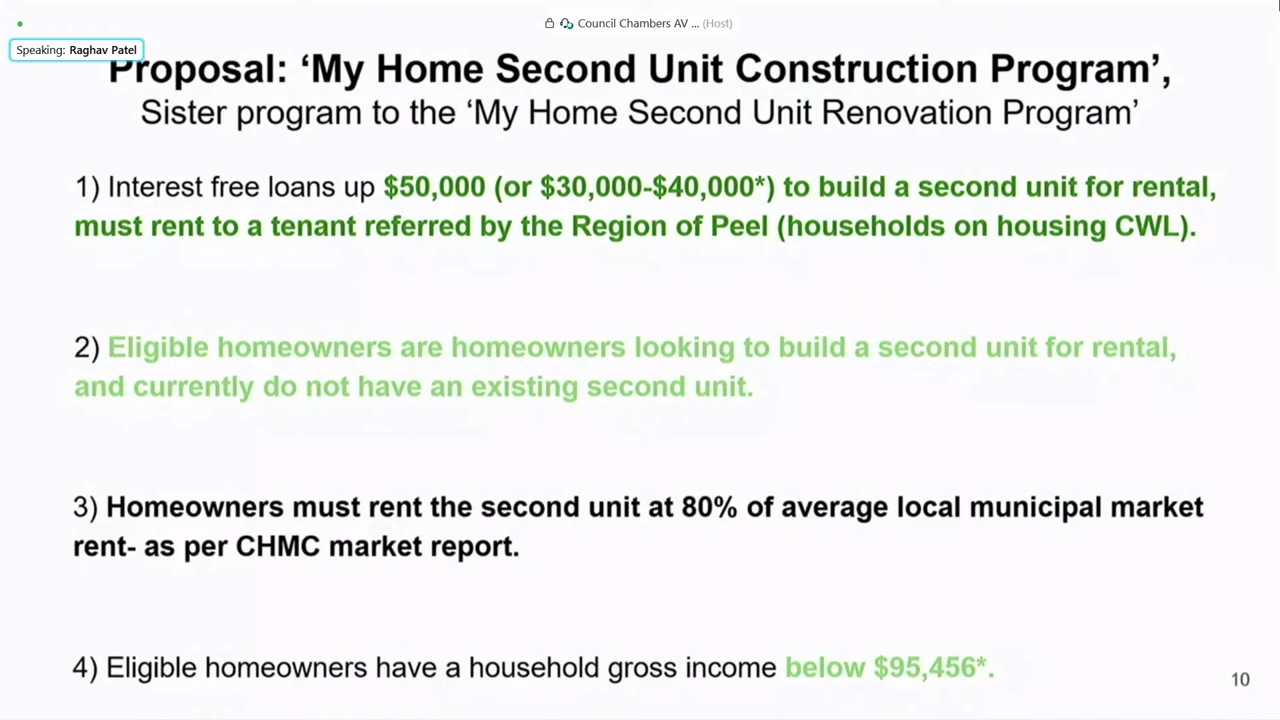 Council Chambers AV ... (Host)
Speaking: Raghav Patel
Proposal: ‘My Home Second Unit Construction Program’,
Sister program to the ‘My Home Second Unit Renovation Program’
1) Interest free loans up $50,000 (or $30,000-$40,000*) to build a second unit for rental,
must rent to a tenant referred by the Region of Peel (households on housing CWL).
2) Eligible homeowners are homeowners looking to build a second unit for rental,
and currently do not have an existing second unit.
3) Homeowners must rent the second unit at 80% of average local municipal market
rent- as per CHMC market report.
4) Eligible homeowners have a household gross income below $95,456*.
10